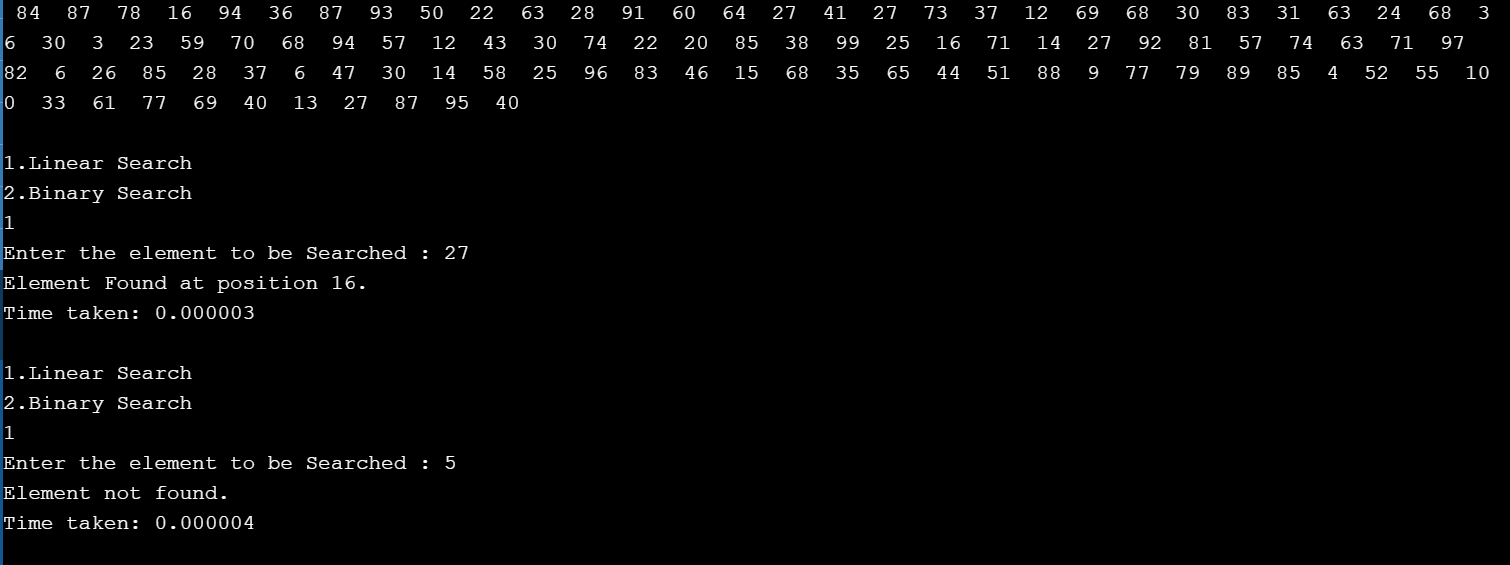 84 87 78 16 94 36 87 93 50 22 63 28 91 60 64 27 41 27 73 37 12 69 68 30 83 31 63 24 68 3
6 30 3 23 59 70 68 94 57 12 43 30 74 22 20 85 38 99 25 16 71 14 27 92 81 57 74 63 71 97
82 6 26 85 28 37 6 47 30 14 58 25 96 83 46 15 68 35 65 44 51 88 9 77 79 89 85 4 52 55 10
0 33 61 77 69 40 13 27 87 95 40
1.Linear Search
2.Binary Search
1
Enter the element to be Searched : 27
Element Found at position 16.
Time taken: 0.000003
1.Linear Search
2.Binary Search
1
Enter the element to be Searched : 5
Element not found.
Time taken: 0.000004